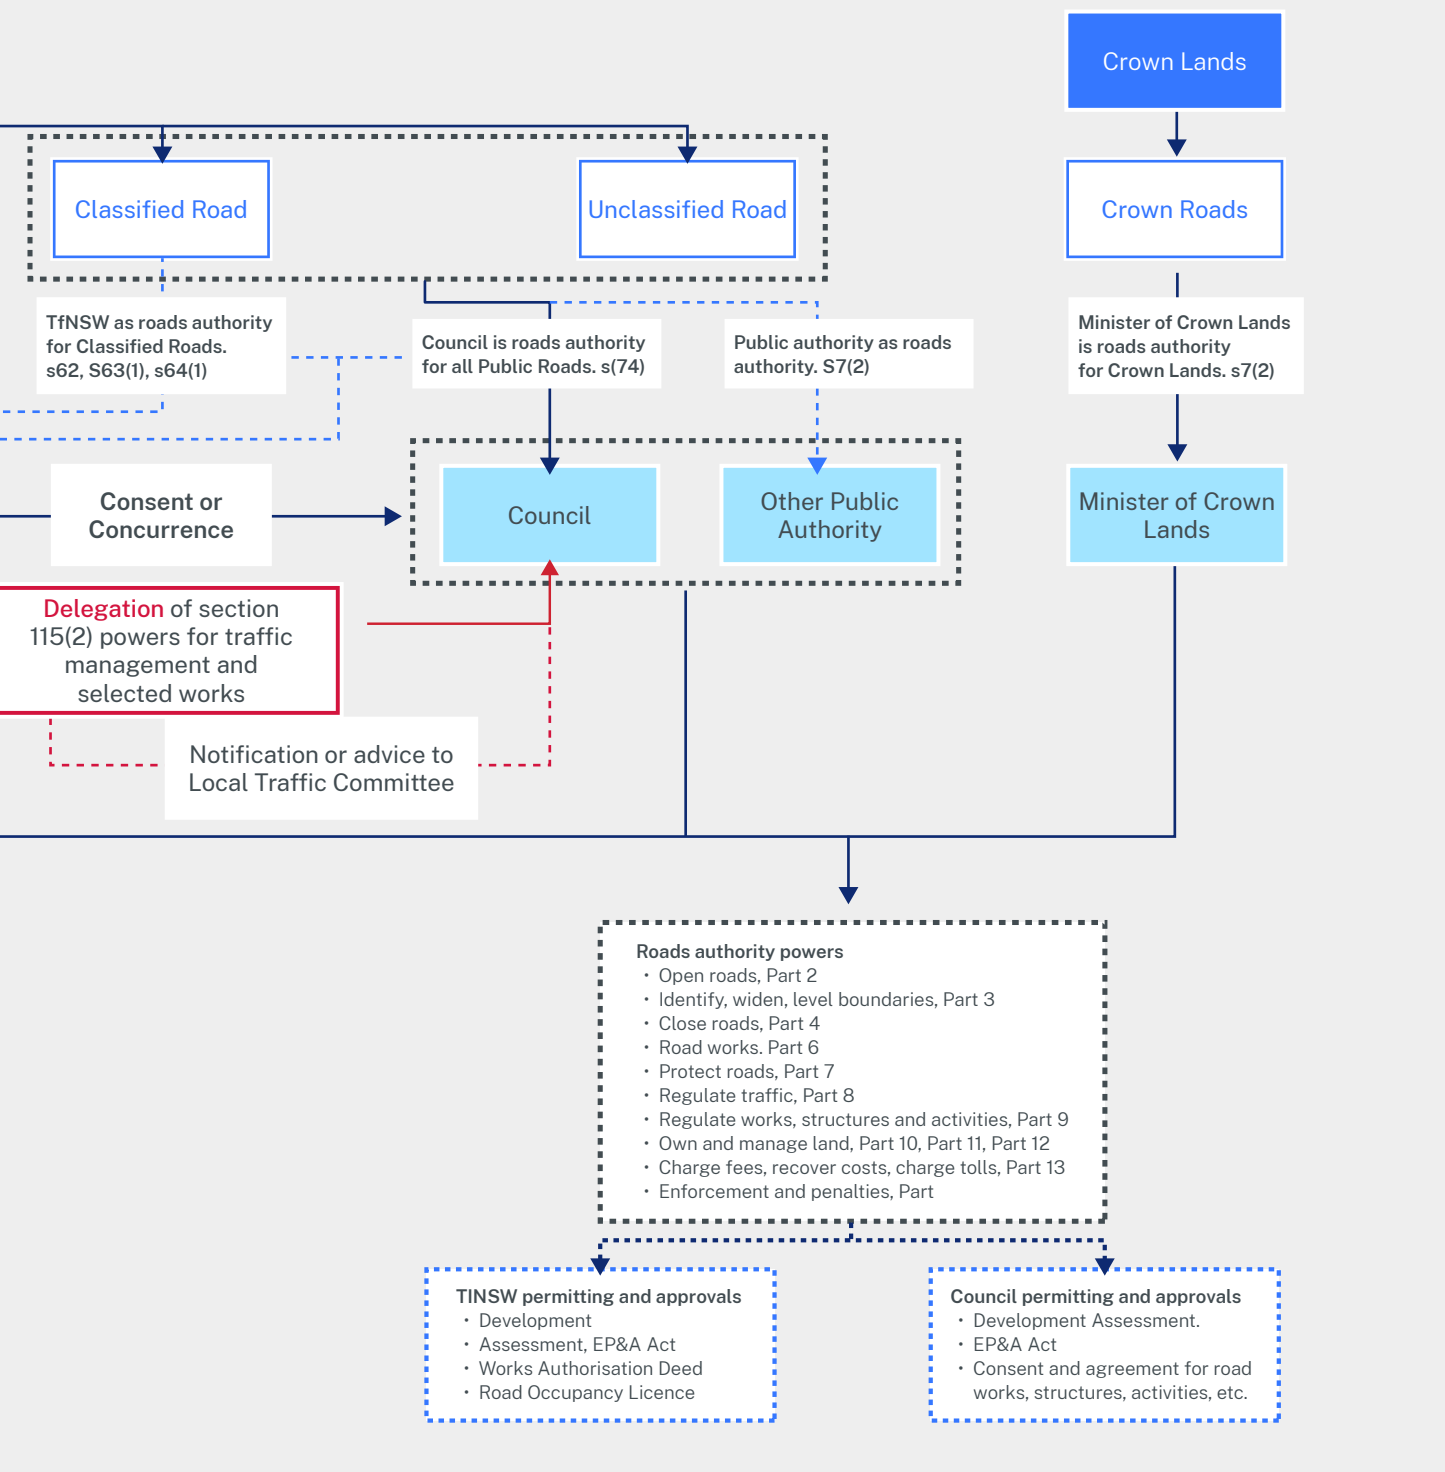 Crown Lands
Classified Road
Unclassified Road
Crown Roads
TfNSW as roads authority
for Classified Roads.
s62, S63(1), s64(1)
Council is roads authority
for all Public Roads. s(74)
Public authority as roads
authority. S7(2)
Minister of Crown Lands
is roads authority
for Crown Lands. s7(2)
Consent or
Concurrence
Council
Other Public
Authority
Minister of Crown
Lands
Delegation of section
115(2) powers for traffic
management and
selected works
Notification or advice to
Local Traffic Committee
Roads authority powers
• Open roads, Part 2
• Identify, widen, level boundaries, Part 3
• Close roads, Part 4
• Road works. Part 6
• Protect roads, Part 7
• Regulate traffic, Part 8
• Regulate works, structures and activities, Part 9
• Own and manage land, Part 10, Part 11, Part 12
• Charge fees, recover costs, charge tolls, Part 13
• Enforcement and penalties, Part
TINSW permitting and approvals
• Development
• Assessment, EP&A Act
• Works Authorisation Deed
• Road Occupancy Licence
Council permitting and approvals
• Development Assessment.
• EP&A Act
• Consent and agreement for road
works, structures, activities, etc.